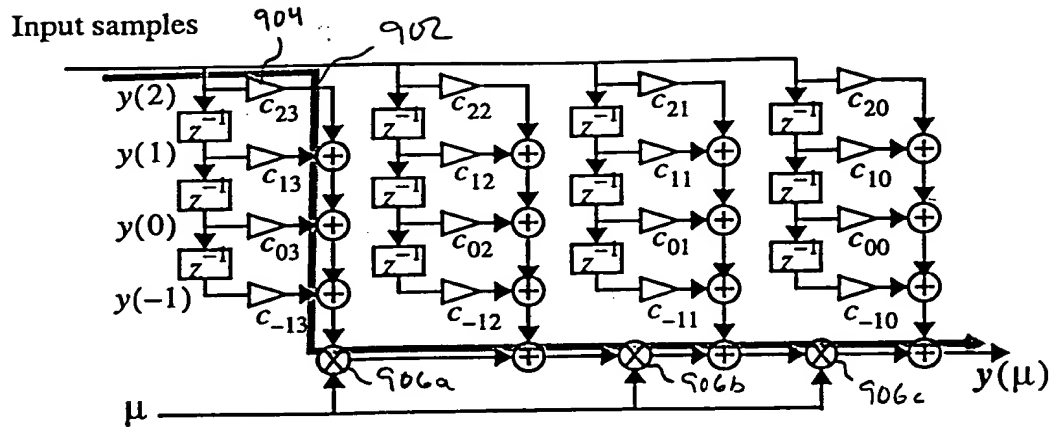 904 902
Input samples
y(2) c23 c22 c21 c20
z⁻¹ z⁻¹ z⁻¹ z⁻¹
y(1) c13 c12 c11 c10
z⁻¹ z⁻¹ z⁻¹ z⁻¹
y(0) c03 c02 c01 c00
z⁻¹ z⁻¹ z⁻¹ z⁻¹
y(-1) c-13 c-12 c-11 c-10
906a 906b 906c y(μ)
μ